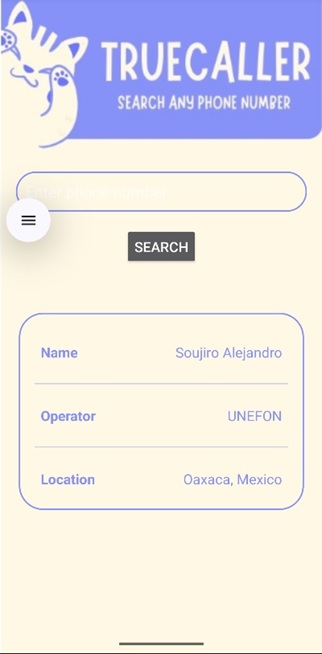 TRUECALLER
SEARCH ANY PHONE NUMBER
Enter phone number
SEARCH
Name Soujiro Alejandro
Operator UNEFON
Location Oaxaca, Mexico